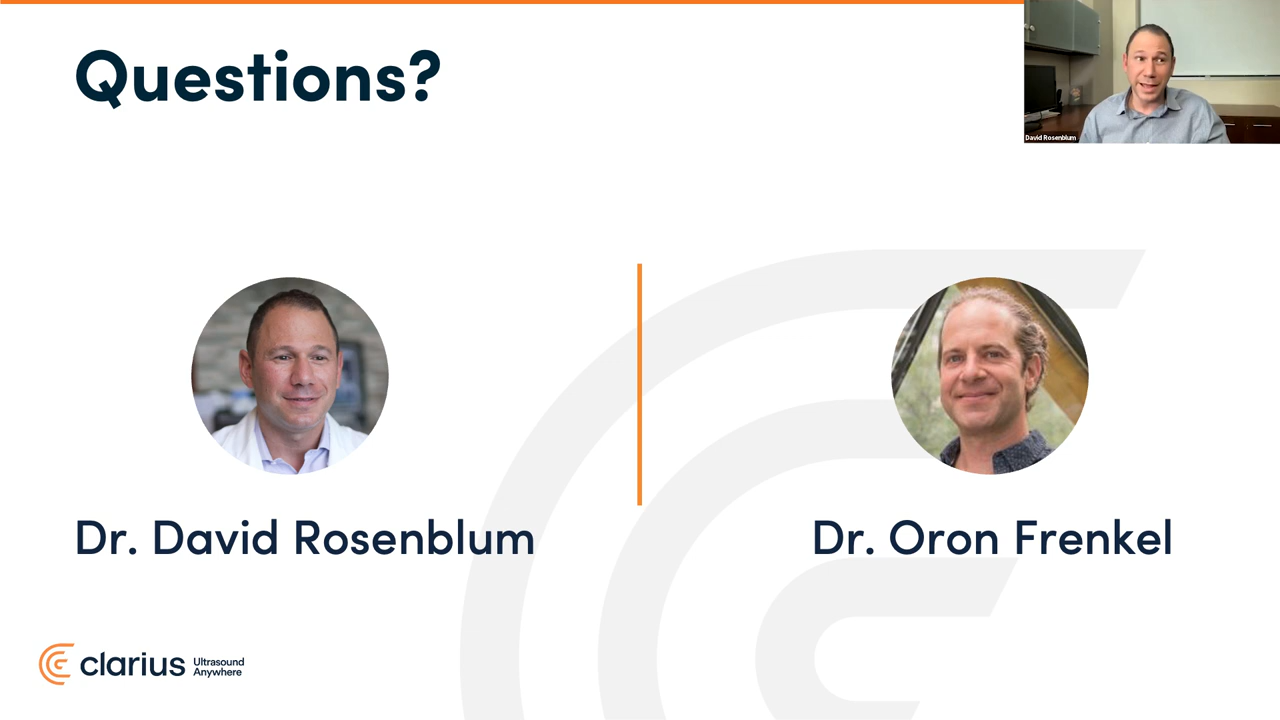 Questions?
David Rosenblum
Dr. David Rosenblum
Dr. Oron Frenkel
clarius
Ultrasound
Anywhere